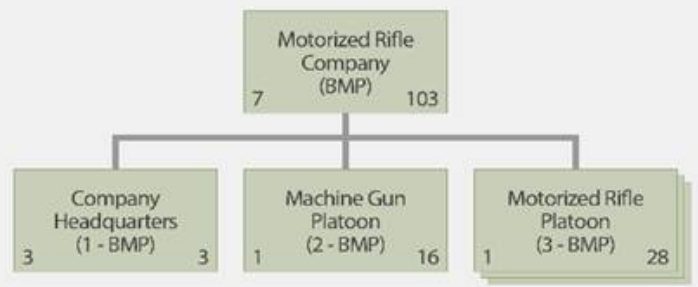 Motorized Rifle
Company
(BMP)
7 103
Company
Headquarters
(1 - BMP)
3 3
Machine Gun
Platoon
(2 - BMP)
1 16
Motorized Rifle
Platoon
(3 - BMP)
1 28